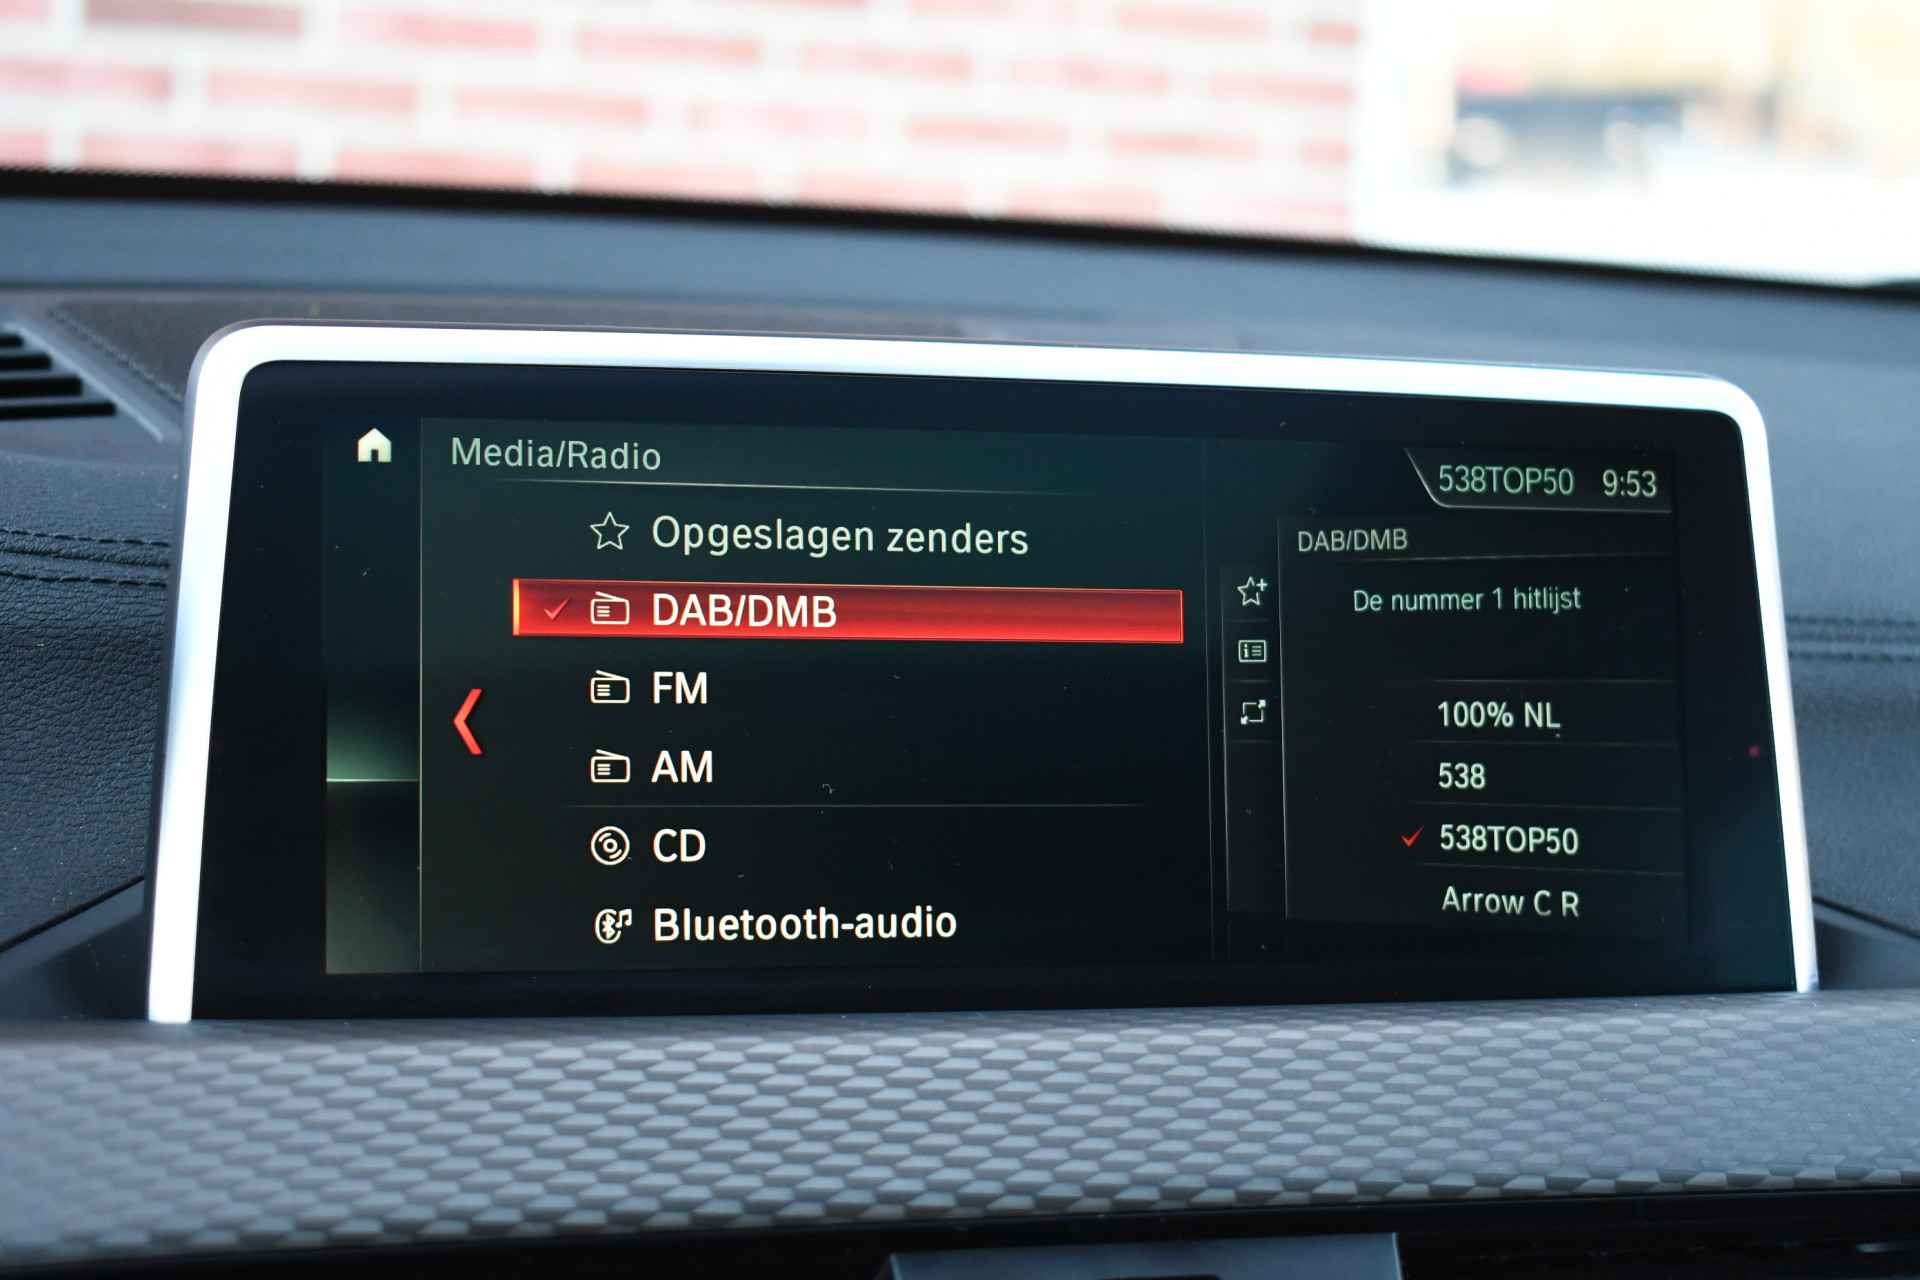 Media/Radio
538TOP50 9:53
Opgeslagen zenders
DAB/DMB
FM
AM
CD
Bluetooth-audio
DAB/DMB
De nummer 1 hitlijst
100% NL
538
538TOP50
Arrow C R